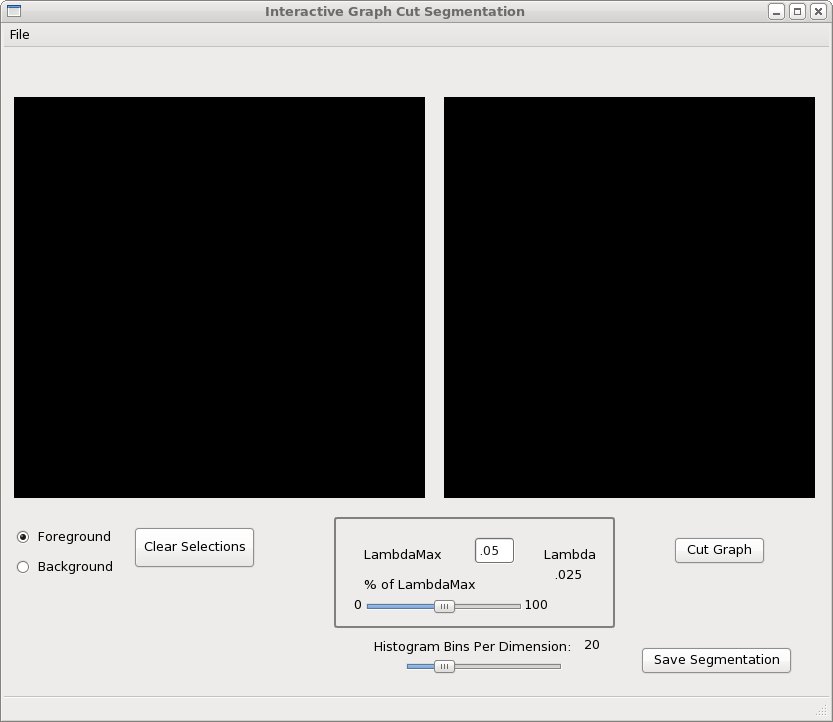 Interactive Graph Cut Segmentation
File
Foreground
Background
Clear Selections
LambdaMax .05
Lambda
.025
% of LambdaMax
0 100
Histogram Bins Per Dimension: 20
Cut Graph
Save Segmentation